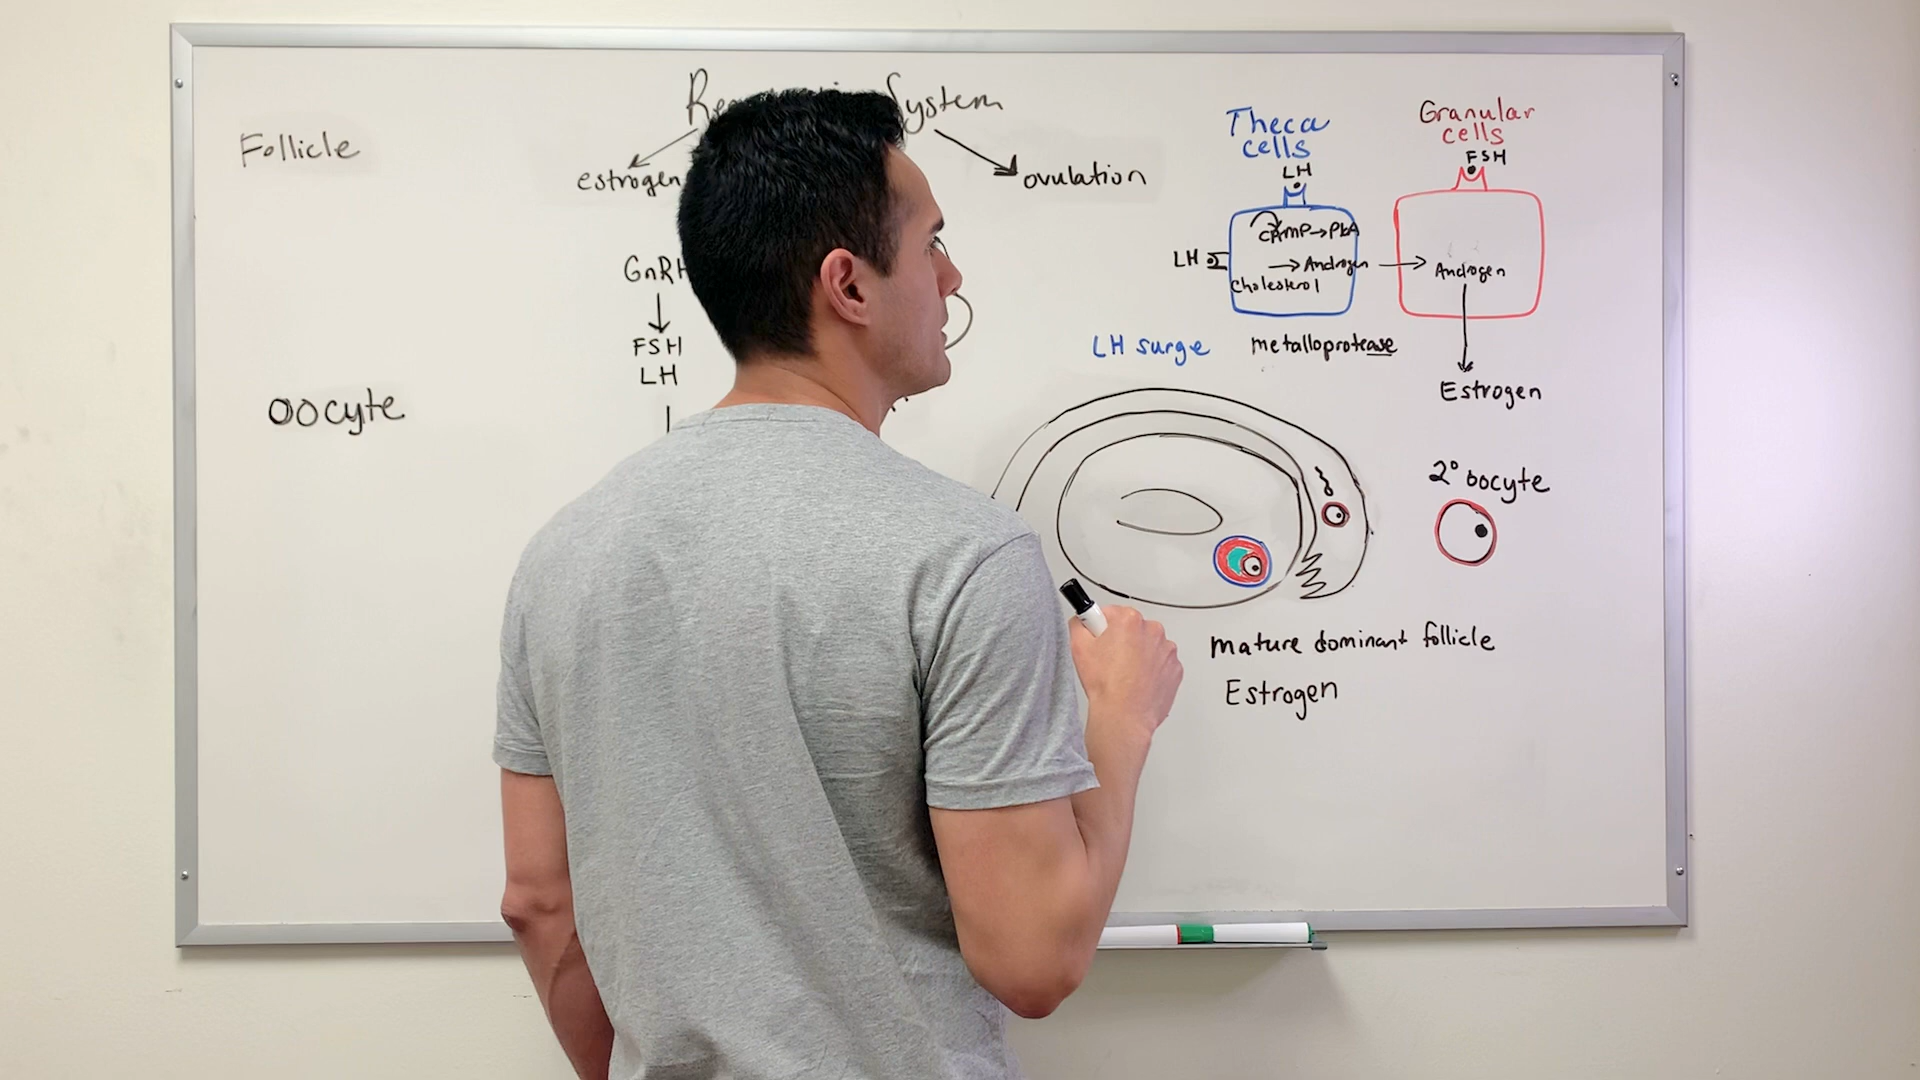 System
Follicle
estrogen
ovulation
GnRH
FSH
LH
oocyte
Theca
cells
LH
LH
cAMP→PKA
→Androgen
cholesterol
Granular
cells
FSH
Androgen
Estrogen
LH surge
metalloprotease
2° oocyte
mature dominant follicle
Estrogen